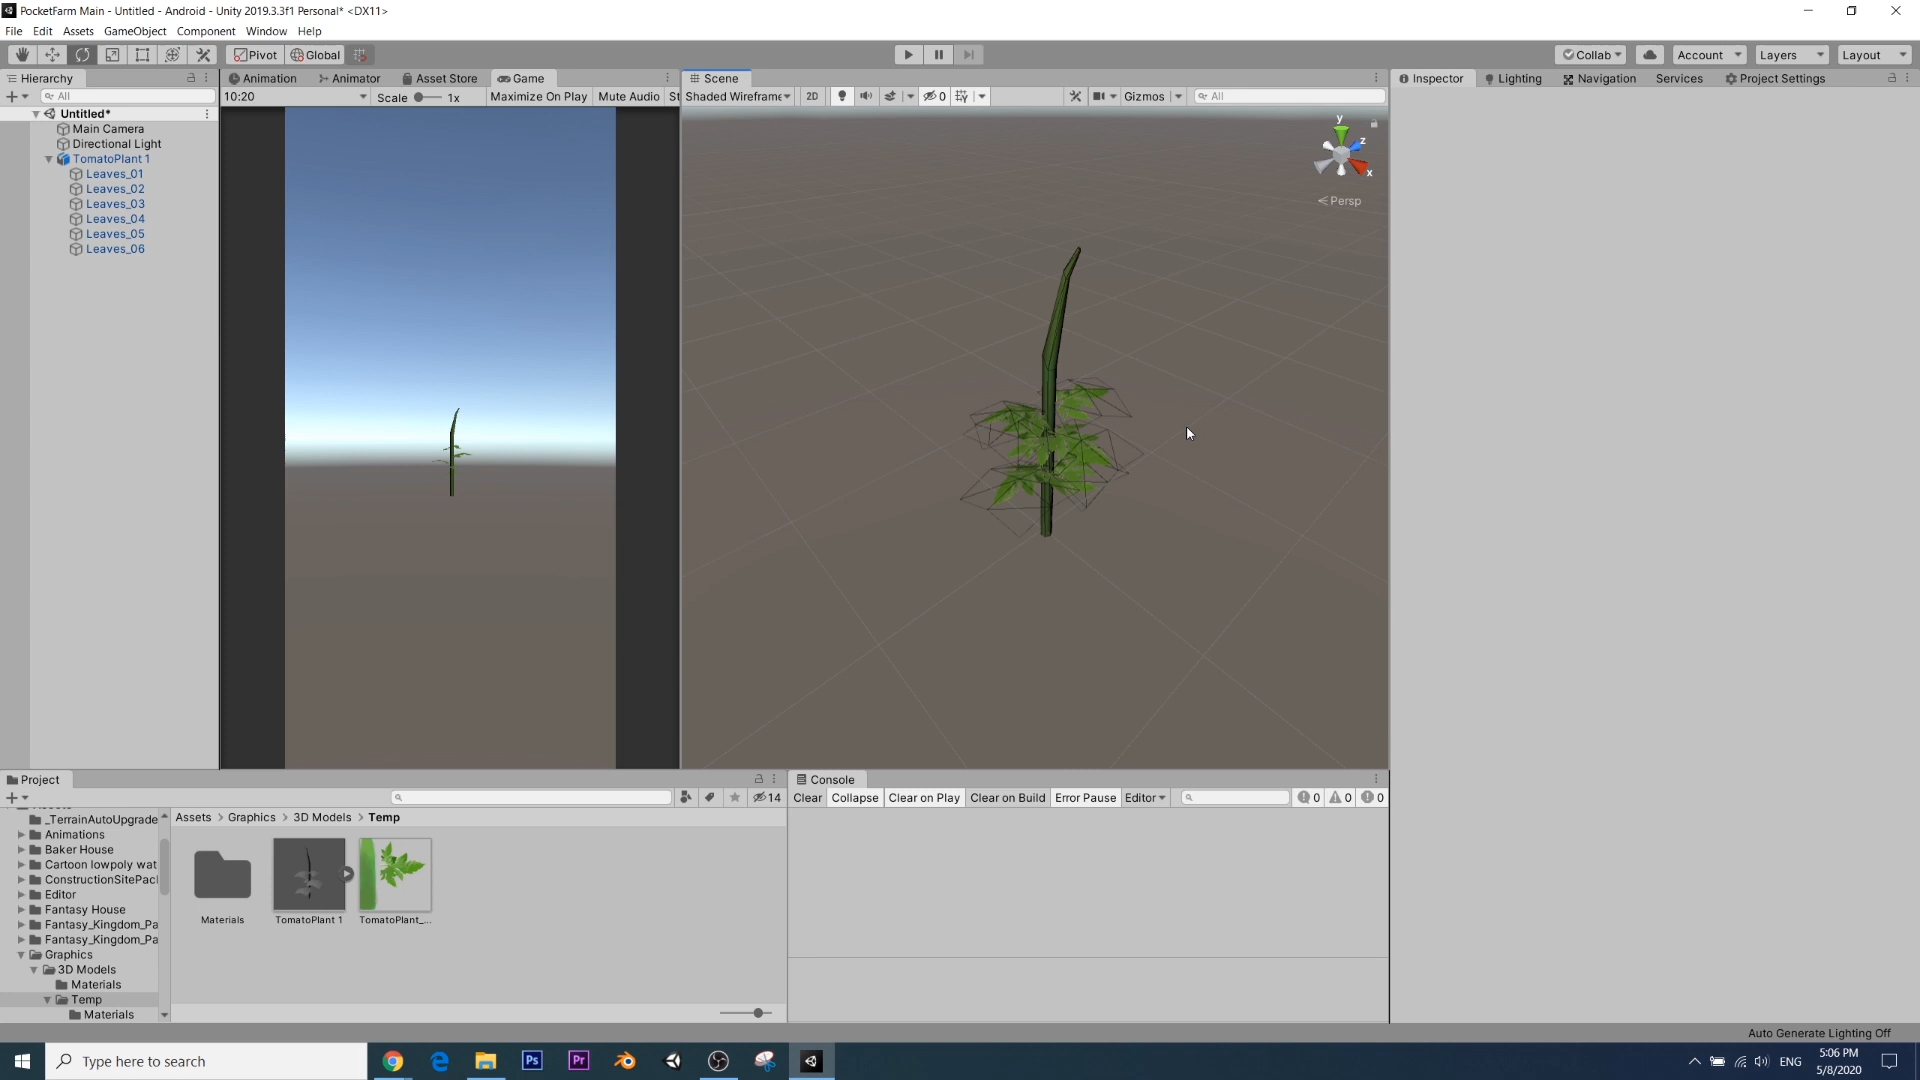 PocketFarm Main - Untitled - Android - Unity 2019.3.3f1 Personal* <DX11>
File Edit Assets GameObject Component Window Help
Pivot Global Collab Account Layers Layout
Hierarchy Animation Animator Asset Store Game Scene Inspector Lighting Navigation Services Project Settings
All 10:20 Scale 1x Maximize On Play Mute Audio St Shaded Wireframe 2D 0 Gizmos All
Untitled*
Main Camera
Directional Light
TomatoPlant 1
Leaves_01
Leaves_02
Leaves_03
Leaves_04
Leaves_05
Leaves_06
y
z
x
Persp
Project Console
14 Clear Collapse Clear on Play Clear on Build Error Pause Editor 0 0 0
Assets > Graphics > 3D Models > Temp
_TerrainAutoUpgrade
Animations
Baker House
Cartoon lowpoly wat
ConstructionSitePacl
Editor
Fantasy House
Fantasy_Kingdom_Pa
Fantasy_Kingdom_Pa
Graphics
3D Models
Materials
Temp
Materials
Materials TomatoPlant 1 TomatoPlant_...
Auto Generate Lighting Off
Type here to search
Ps Pr
ENG
5:06 PM
5/8/2020